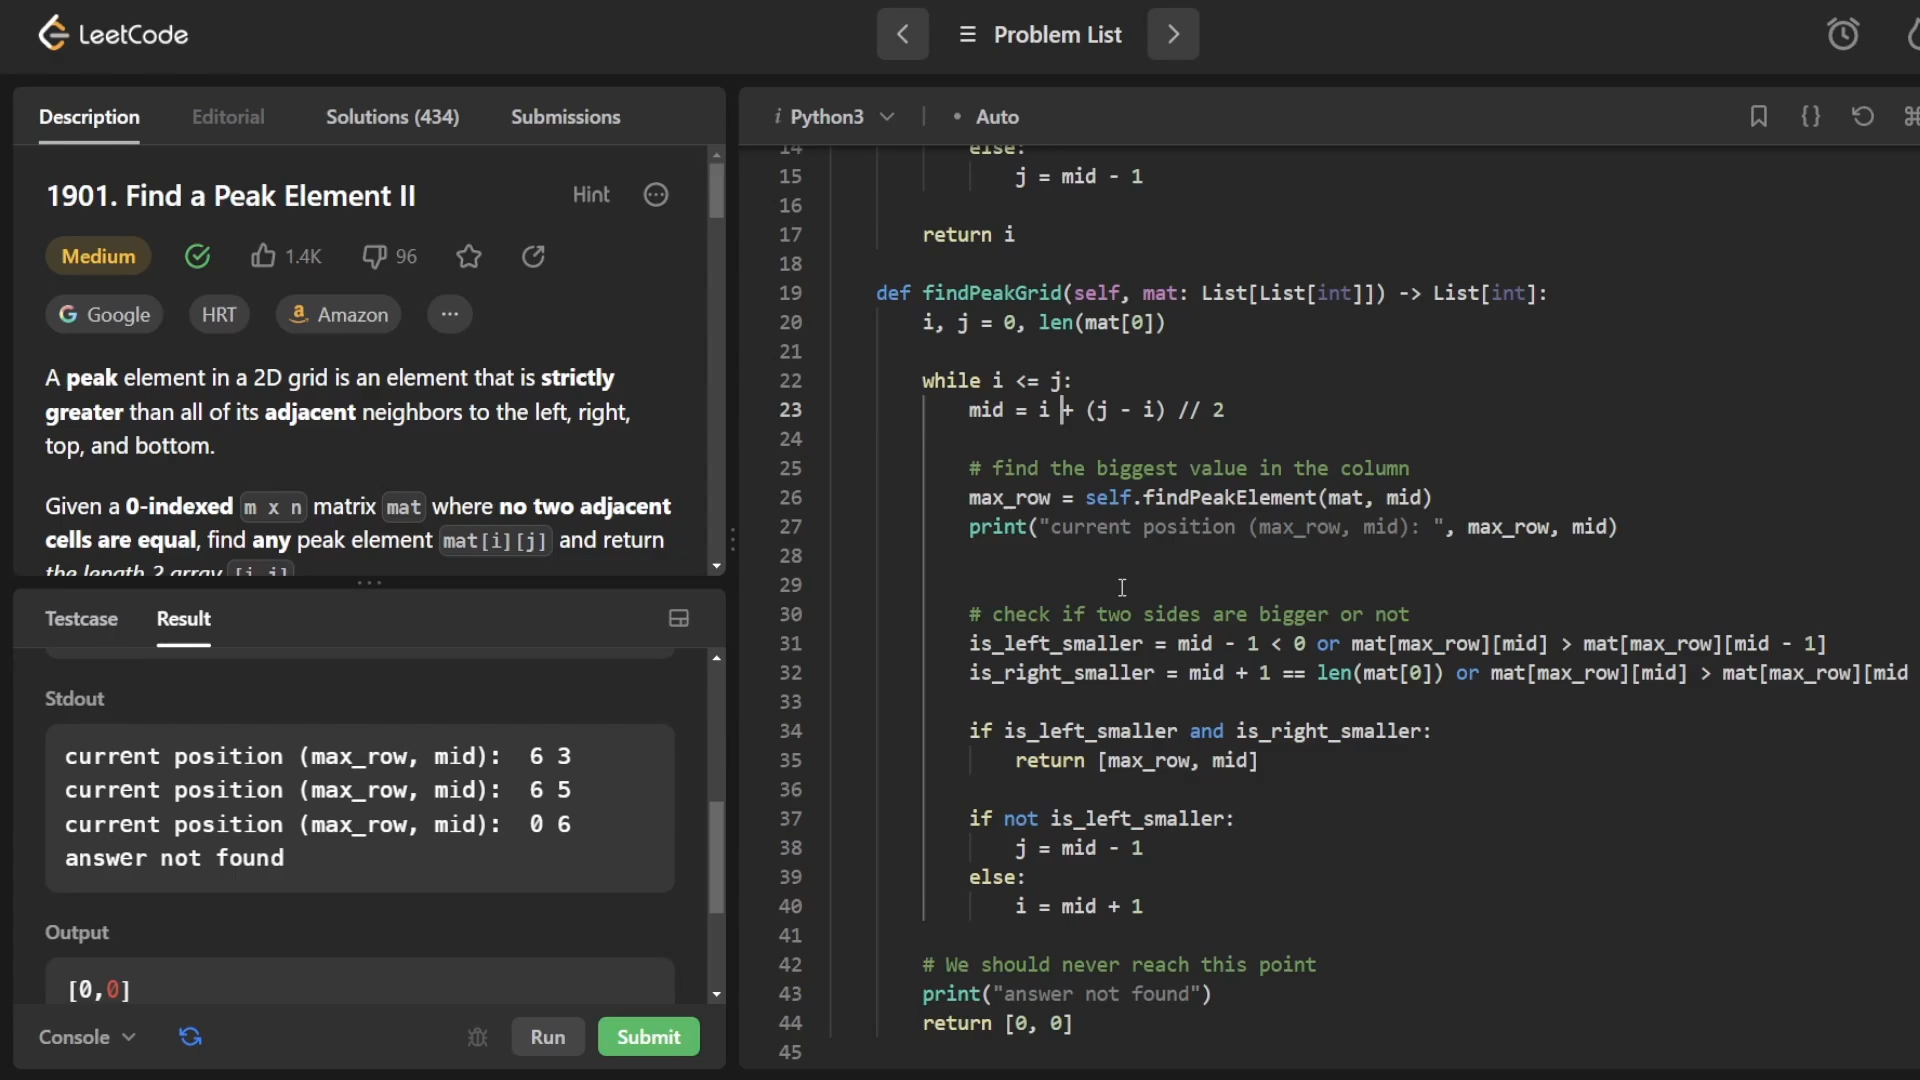 LeetCode
Problem List
Description Editorial Solutions (434) Submissions
1901. Find a Peak Element II
Hint
Medium 1.4K 96
Google HRT Amazon ...
A peak element in a 2D grid is an element that is strictly
greater than all of its adjacent neighbors to the left, right,
top, and bottom.
Given a 0-indexed m x n matrix mat where no two adjacent
cells are equal, find any peak element mat[i][j] and return
the length 2 array [i,j]
Testcase Result
Stdout
current position (max_row, mid):  6 3
current position (max_row, mid):  6 5
current position (max_row, mid):  0 6
answer not found
Output
[0,0]
Console Run Submit
i Python3 • Auto
14 else:
15 j = mid - 1
16
17 return i
18
19 def findPeakGrid(self, mat: List[List[int]]) -> List[int]:
20 i, j = 0, len(mat[0])
21
22 while i <= j:
23 mid = i + (j - i) // 2
24
25 # find the biggest value in the column
26 max_row = self.findPeakElement(mat, mid)
27 print("current position (max_row, mid): ", max_row, mid)
28
29
30 # check if two sides are bigger or not
31 is_left_smaller = mid - 1 < 0 or mat[max_row][mid] > mat[max_row][mid - 1]
32 is_right_smaller = mid + 1 == len(mat[0]) or mat[max_row][mid] > mat[max_row][mid
33
34 if is_left_smaller and is_right_smaller:
35 return [max_row, mid]
36
37 if not is_left_smaller:
38 j = mid - 1
39 else:
40 i = mid + 1
41
42 # We should never reach this point
43 print("answer not found")
44 return [0, 0]
45